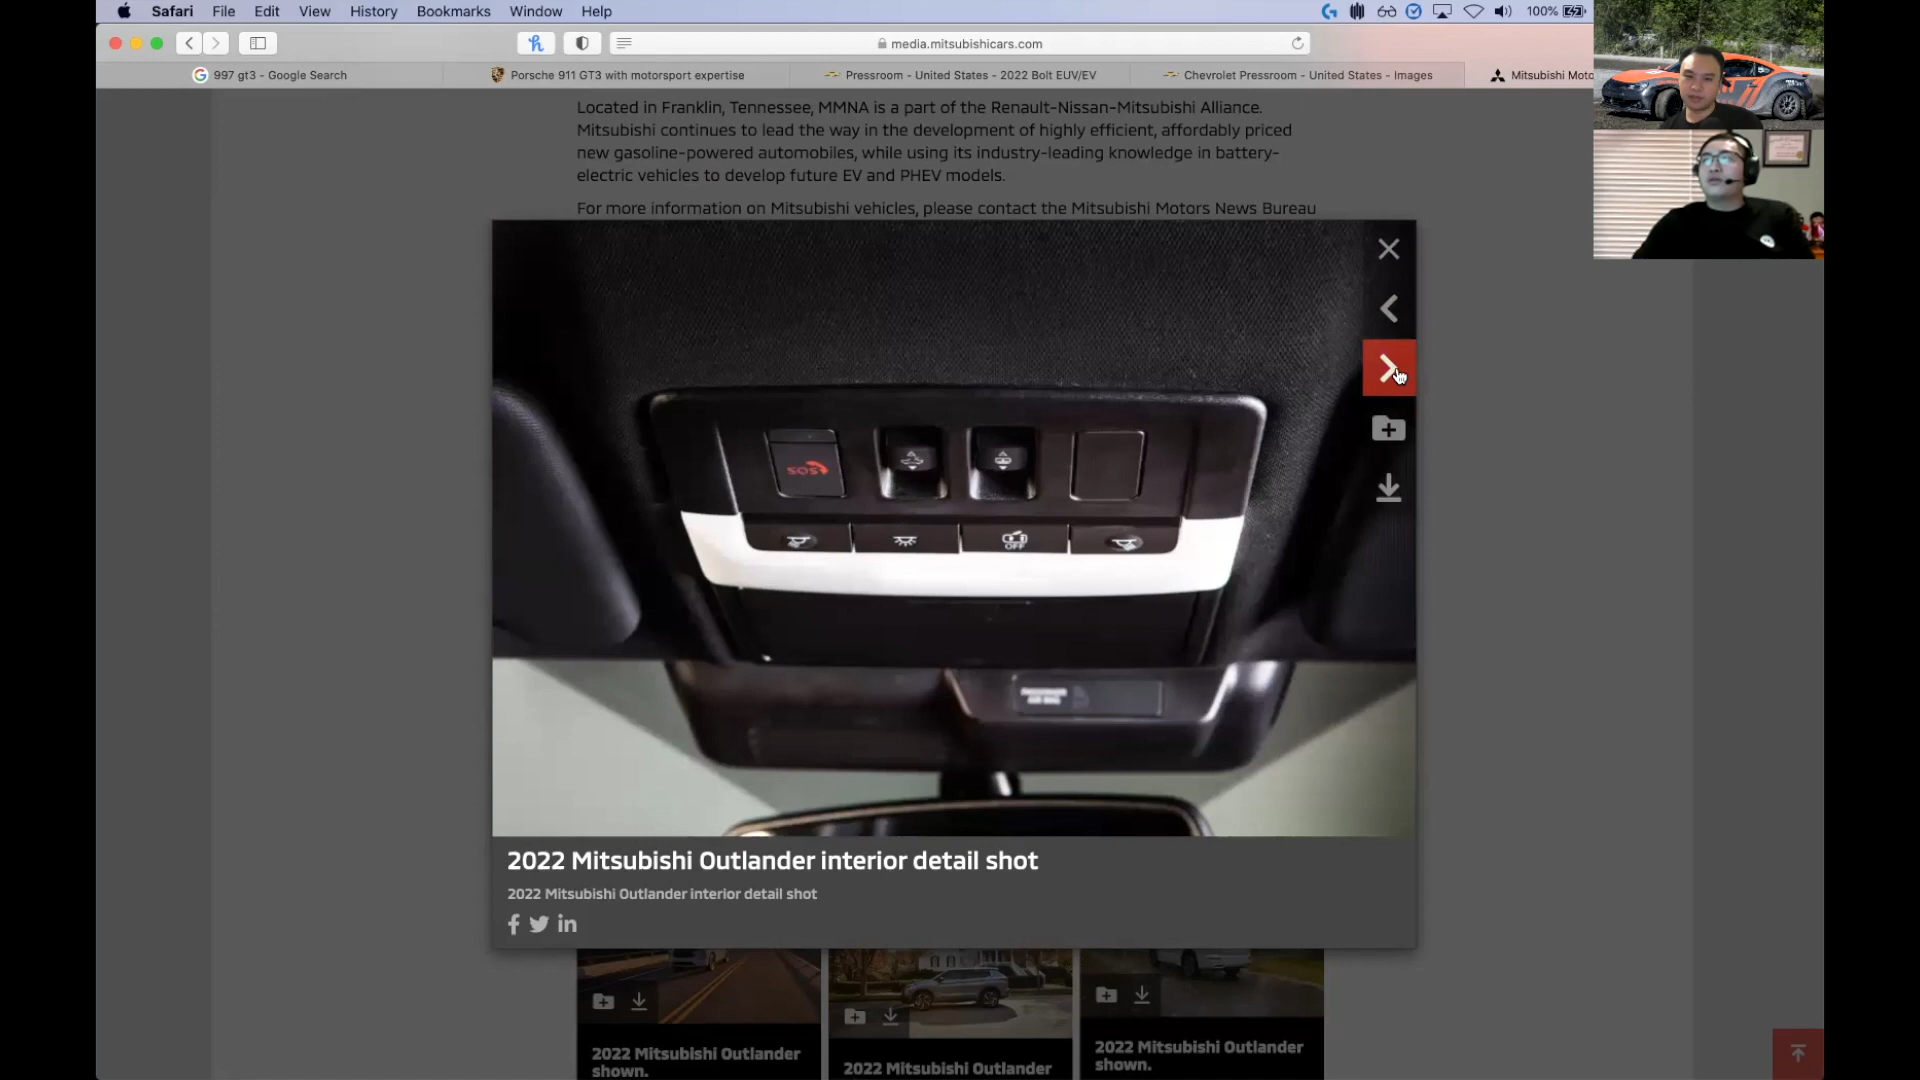 Safari File Edit View History Bookmarks Window Help 100%
media.mitsubishicars.com
997 gt3 - Google Search
Porsche 911 GT3 with motorsport expertise
Pressroom - United States - 2022 Bolt EUV/EV
Chevrolet Pressroom - United States - Images
Mitsubishi Moto
Located in Franklin, Tennessee, MMNA is a part of the Renault-Nissan-Mitsubishi Alliance.
Mitsubishi continues to lead the way in the development of highly efficient, affordably priced
new gasoline-powered automobiles, while using its industry-leading knowledge in battery-
electric vehicles to develop future EV and PHEV models.
For more information on Mitsubishi vehicles, please contact the Mitsubishi Motors News Bureau
SOS
OFF
2022 Mitsubishi Outlander interior detail shot
2022 Mitsubishi Outlander interior detail shot
2022 Mitsubishi Outlander
shown.
2022 Mitsubishi Outlander
2022 Mitsubishi Outlander
shown.